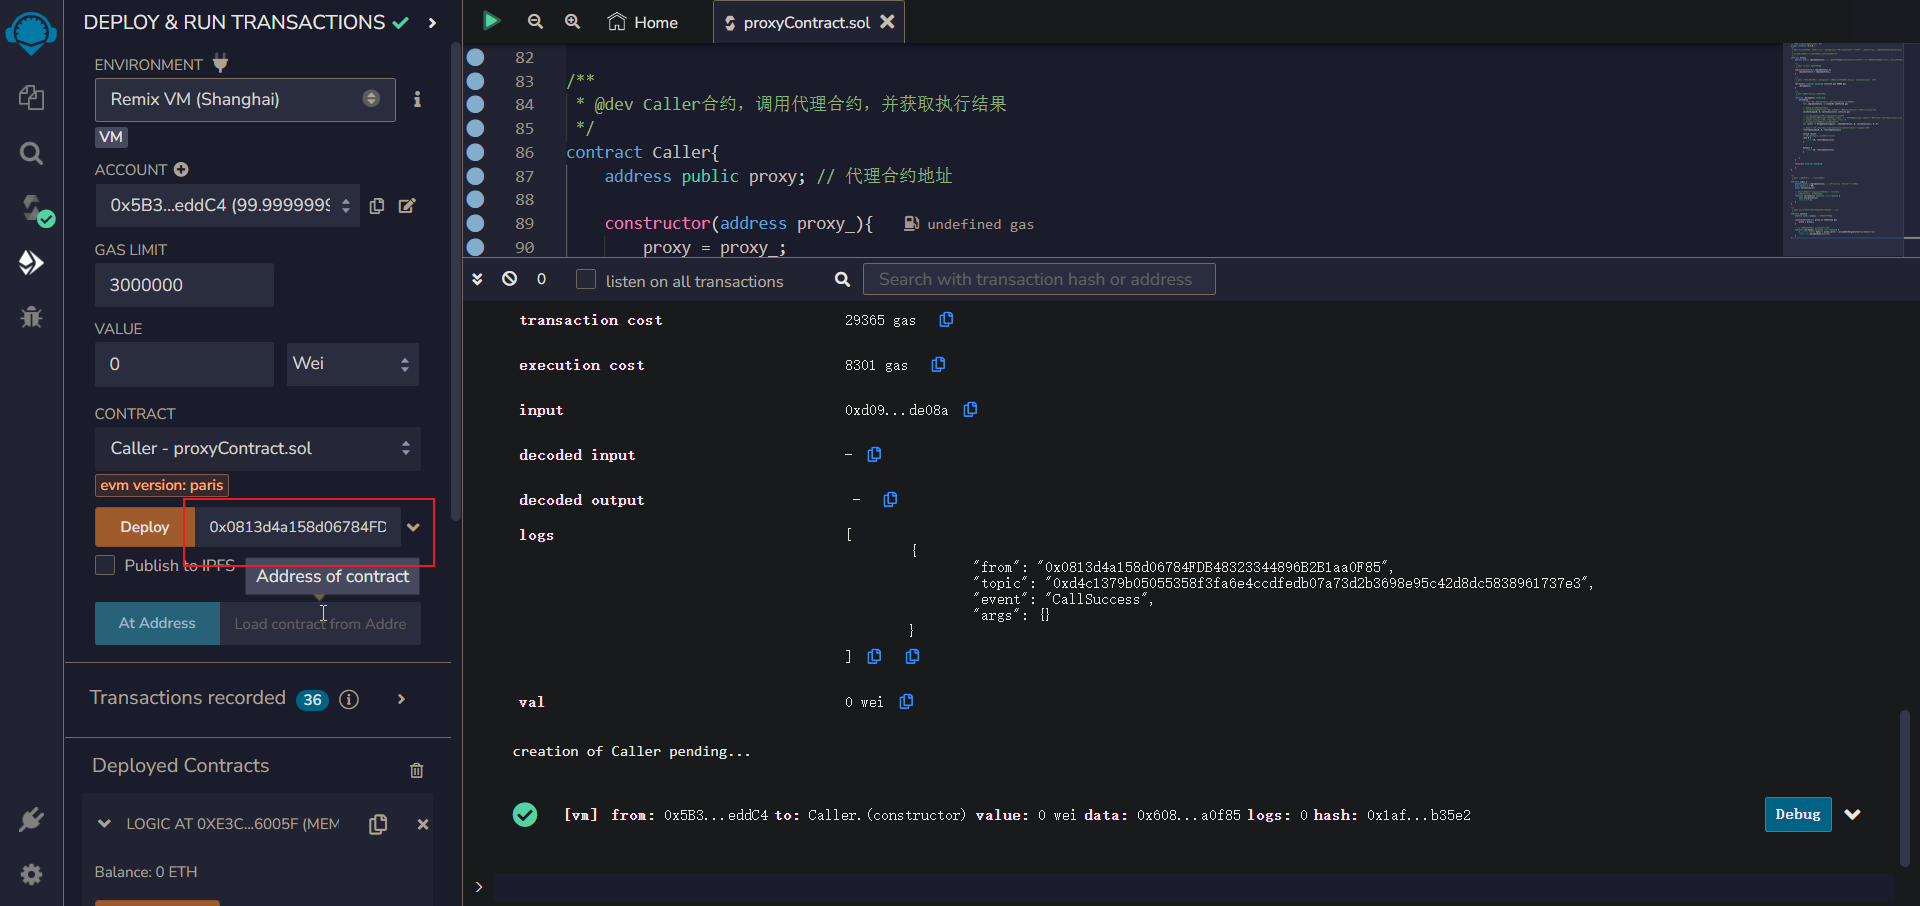 DEPLOY & RUN TRANSACTIONS
ENVIRONMENT
Remix VM (Shanghai)
VM
ACCOUNT
0x5B3...eddC4 (99.9999999
GAS LIMIT
3000000
VALUE
0
Wei
CONTRACT
Caller - proxyContract.sol
evm version: paris
Deploy
0x0813d4a158d06784FD
Publish to IPFS
Address of contract
At Address
Load contract from Addre
Transactions recorded 36
Deployed Contracts
LOGIC AT 0XE3C...6005F (MEM
Balance: 0 ETH
Home
proxyContract.sol
82
83 /**
84 * @dev Caller合约，调用代理合约，并获取执行结果
85 */
86 contract Caller{
87 address public proxy; // 代理合约地址
88
89 constructor(address proxy_){ undefined gas
90 proxy = proxy_;
0
listen on all transactions
Search with transaction hash or address
transaction cost 29365 gas
execution cost 8301 gas
input 0xd09...de08a
decoded input -
decoded output -
logs [
{
"from": "0x0813d4a158d06784FDB48323344896B2B1aa0F85",
"topic": "0xd4c1379b05055358f3fa6e4ccdfedb07a73d2b3698e95c42d8dc5838961737e3",
"event": "CallSuccess",
"args": {}
}
]
val 0 wei
creation of Caller pending...
[vm] from: 0x5B3...eddC4 to: Caller.(constructor) value: 0 wei data: 0x608...a0f85 logs: 0 hash: 0x1af...b35e2
Debug
>